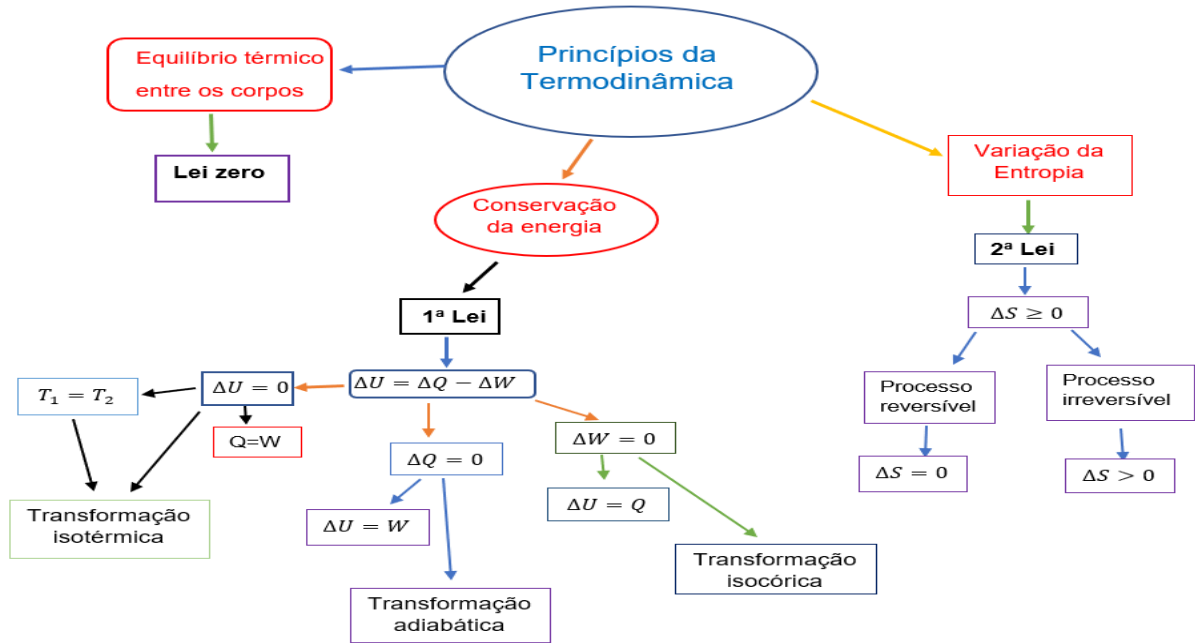 Princípios da
Termodinâmica
Equilíbrio térmico
entre os corpos
Lei zero
Conservação
da energia
1ª Lei
ΔU = ΔQ − ΔW
ΔU = 0
T₁ = T₂
Q=W
Transformação
isotérmica
ΔQ = 0
ΔU = W
Transformação
adiabática
ΔW = 0
ΔU = Q
Transformação
isocórica
Variação da
Entropia
2ª Lei
ΔS ≥ 0
Processo
reversível
ΔS = 0
Processo
irreversível
ΔS > 0